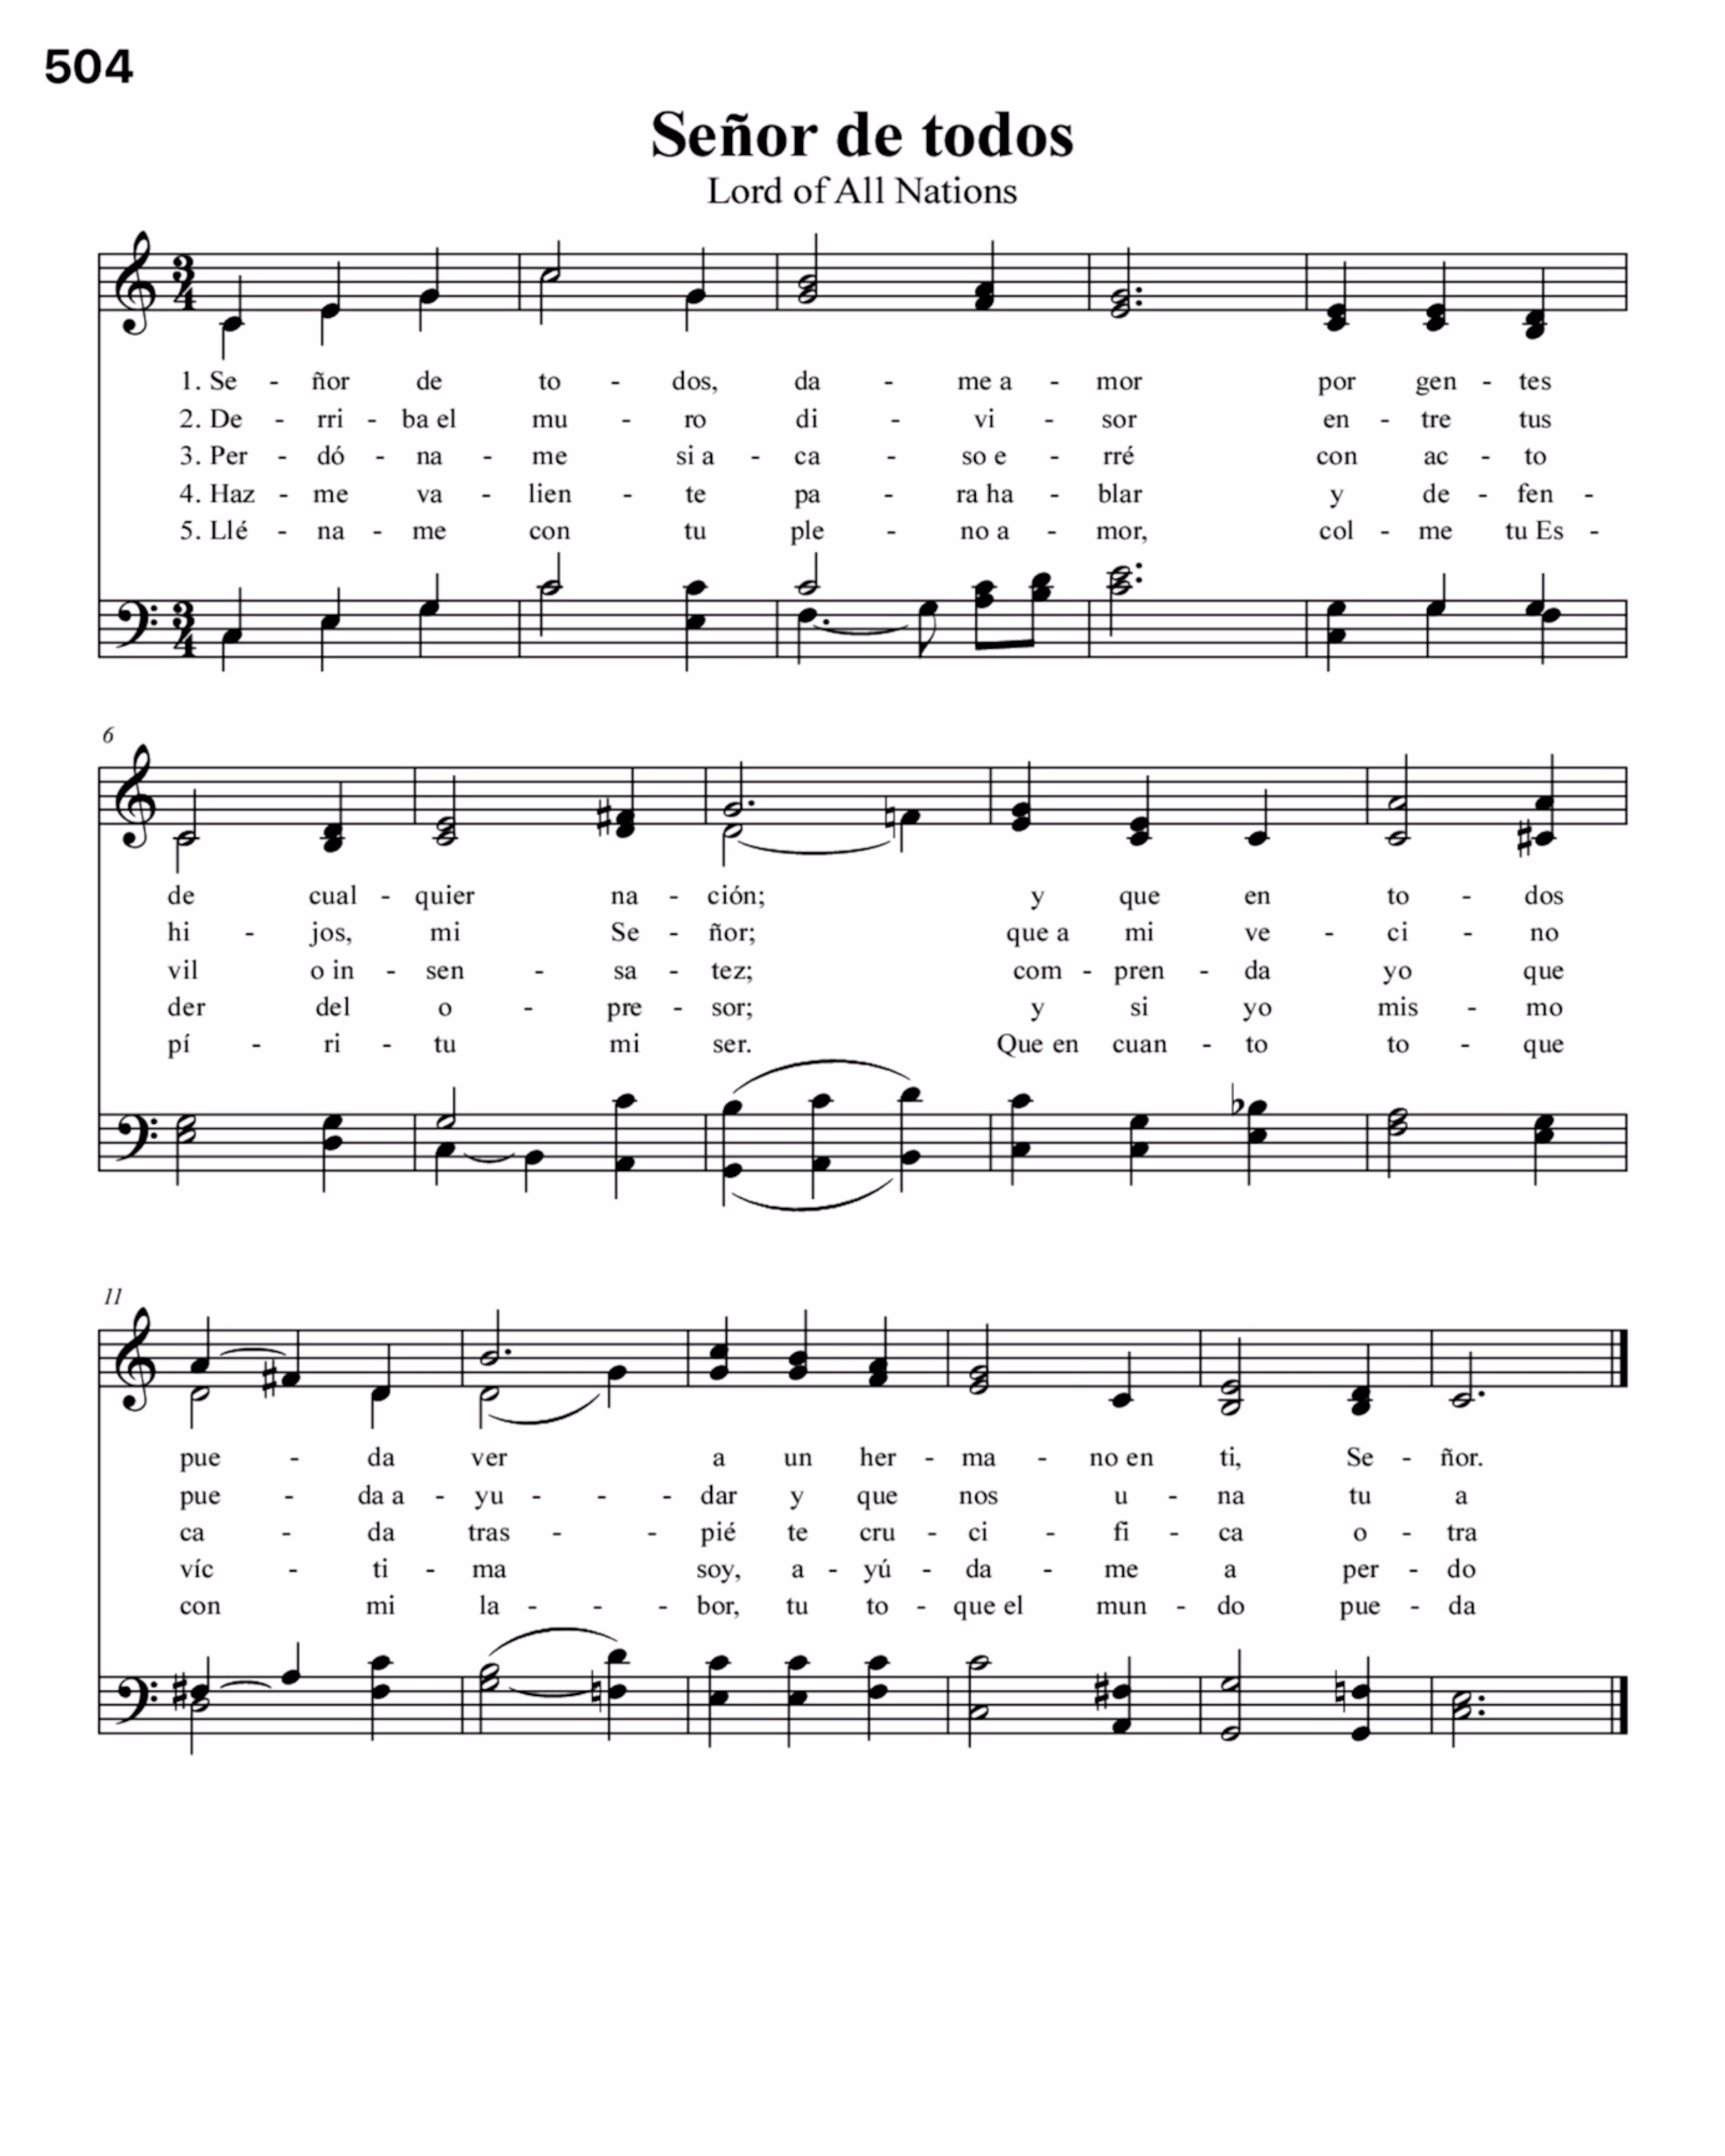 504
Señor de todos
Lord of All Nations
3 4
1. Se - ñor de to - dos, da - me a - mor por gen - tes
2. De - rri - ba el mu - ro di - vi - sor en - tre tus
3. Per - dó - na - me si a - ca - so e - rré con ac - to
4. Haz - me va - lien - te pa - ra ha - blar y de - fen -
5. Llé - na - me con tu ple - no a - mor, col - me tu Es -
3 4
6
de cual - quier na - ción; y que en to - dos
hi - jos, mi Se - ñor; que a mi ve - ci - no
vil o in - sen - sa - tez; com - pren - da yo que
der del o - pre - sor; y si yo mis - mo
pí - ri - tu mi ser. Que en cuan - to to - que
11
pue - da ver a un her - ma - no en ti, Se - ñor.
pue - da a - yu - - - dar y que nos u - na tu a
ca - da tras - - pié te cru - ci - fi - ca o - tra
víc - ti - ma soy, a - yú - da - me a per - do
con mi la - - - bor, tu to - que el mun - do pue - da